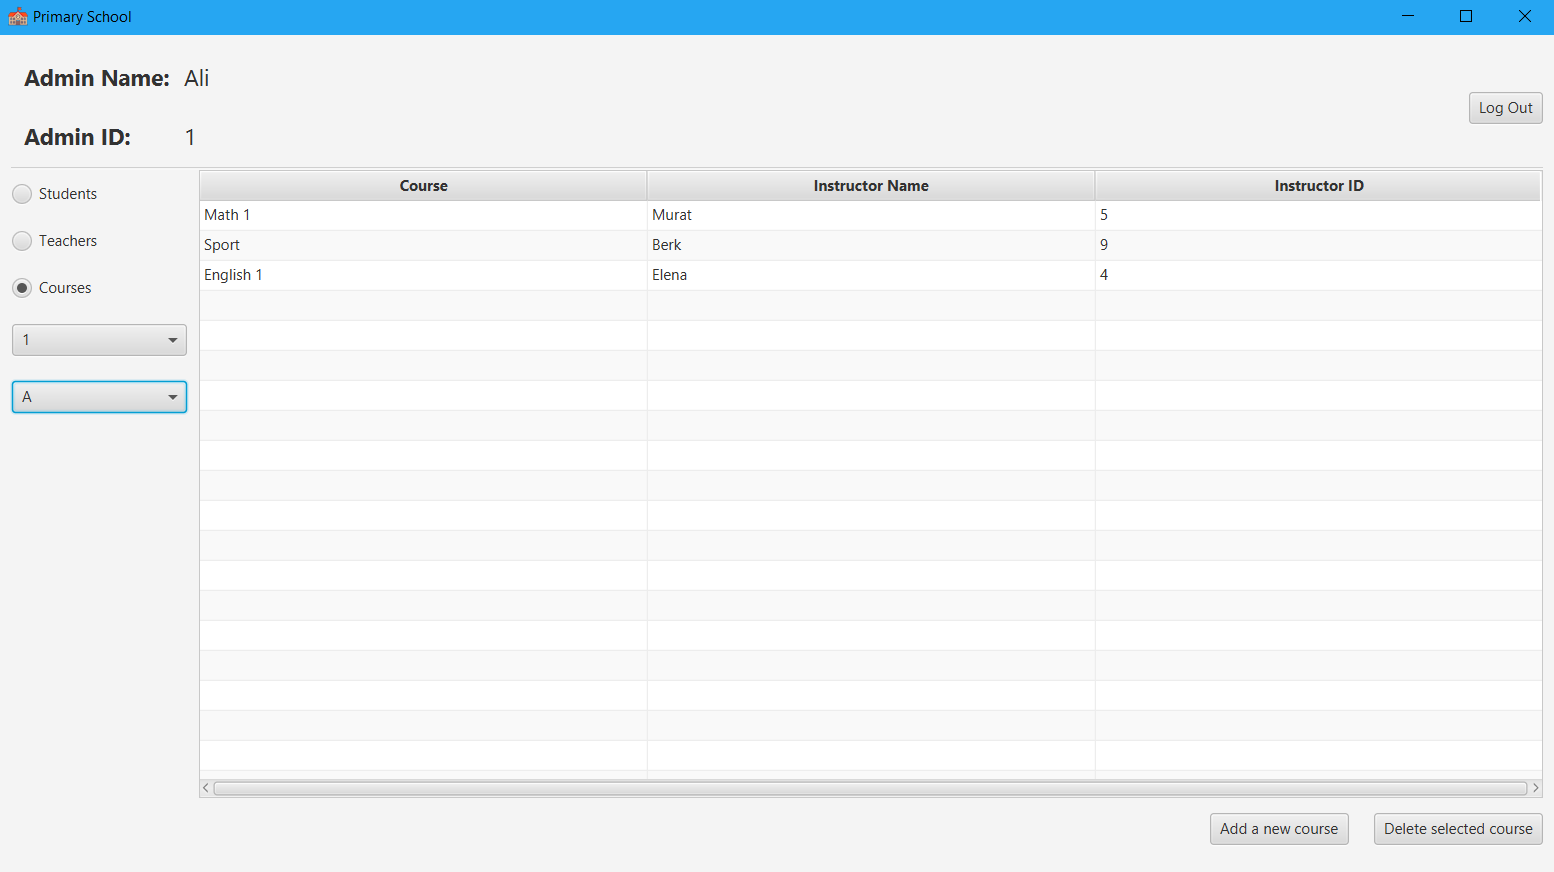 Primary School
Admin Name: Ali
Log Out
Admin ID: 1
Students
Teachers
Courses
1
A
Course Instructor Name Instructor ID
Math 1 Murat 5
Sport Berk 9
English 1 Elena 4
Add a new course Delete selected course